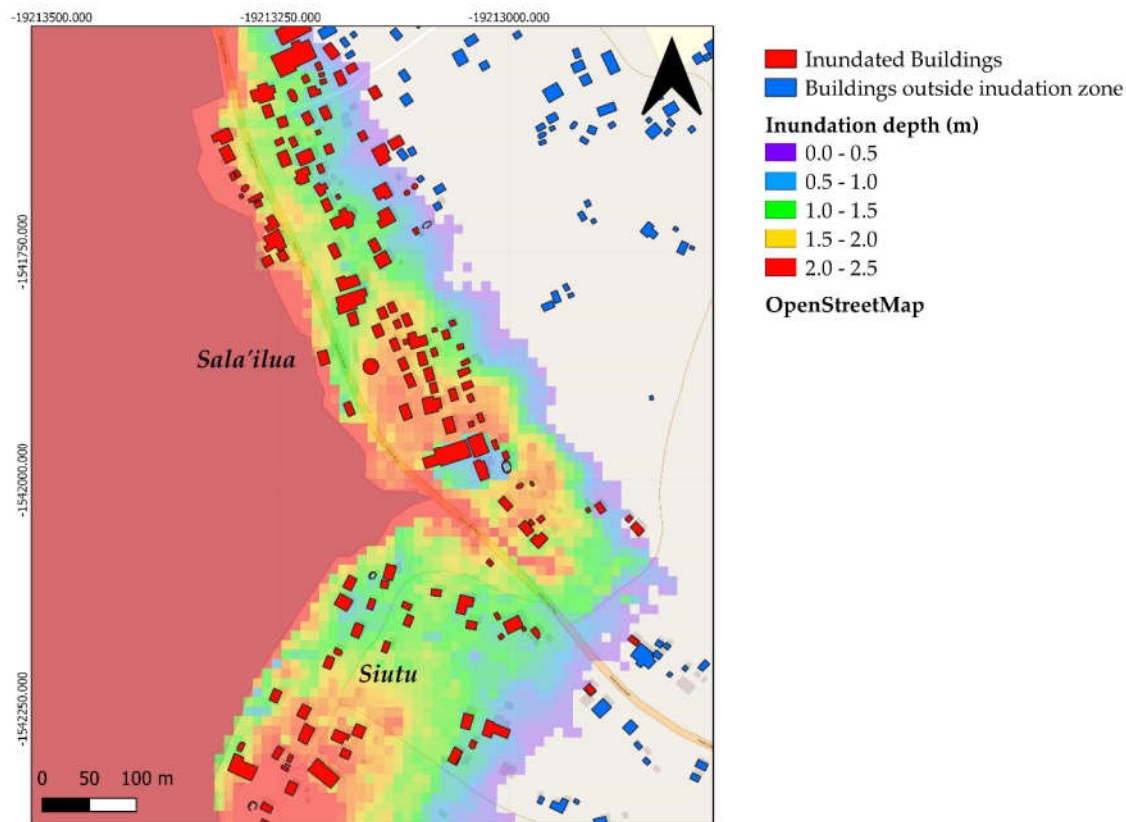 -19213500.000 -19213250.000 -19213000.000
-1541750.000
-1542000.000
-1542250.000
Sala'ilua
Siutu
0 50 100 m
Inundated Buildings
Buildings outside inudation zone
Inundation depth (m)
0.0 - 0.5
0.5 - 1.0
1.0 - 1.5
1.5 - 2.0
2.0 - 2.5
OpenStreetMap